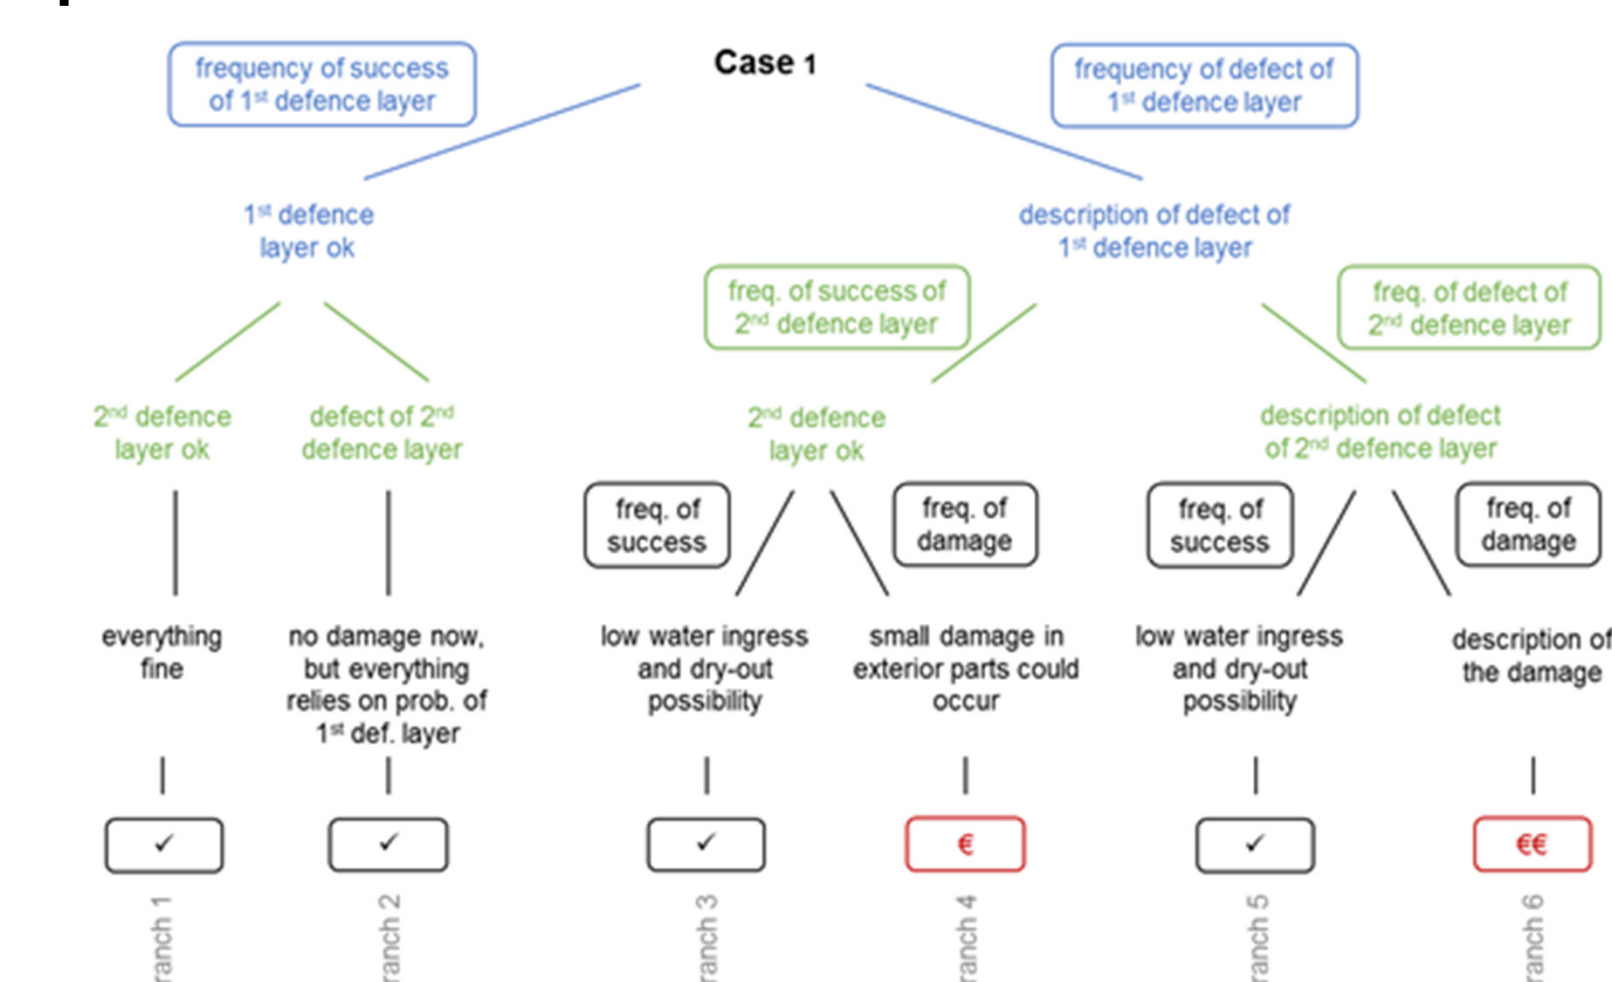 Case 1
frequency of success
of 1st defence layer
frequency of defect of
1st defence layer
1st defence
layer ok
description of defect of
1st defence layer
freq. of success of
2nd defence layer
freq. of defect of
2nd defence layer
2nd defence
layer ok
defect of 2nd
defence layer
2nd defence
layer ok
description of defect
of 2nd defence layer
freq. of
success
freq. of
damage
freq. of
success
freq. of
damage
everything
fine
no damage now,
but everything
relies on prob. of
1st def. layer
low water ingress
and dry-out
possibility
small damage in
exterior parts could
occur
low water ingress
and dry-out
possibility
description of
the damage
✓
✓
✓
€
✓
€€
ranch 1
ranch 2
ranch 3
ranch 4
ranch 5
ranch 6